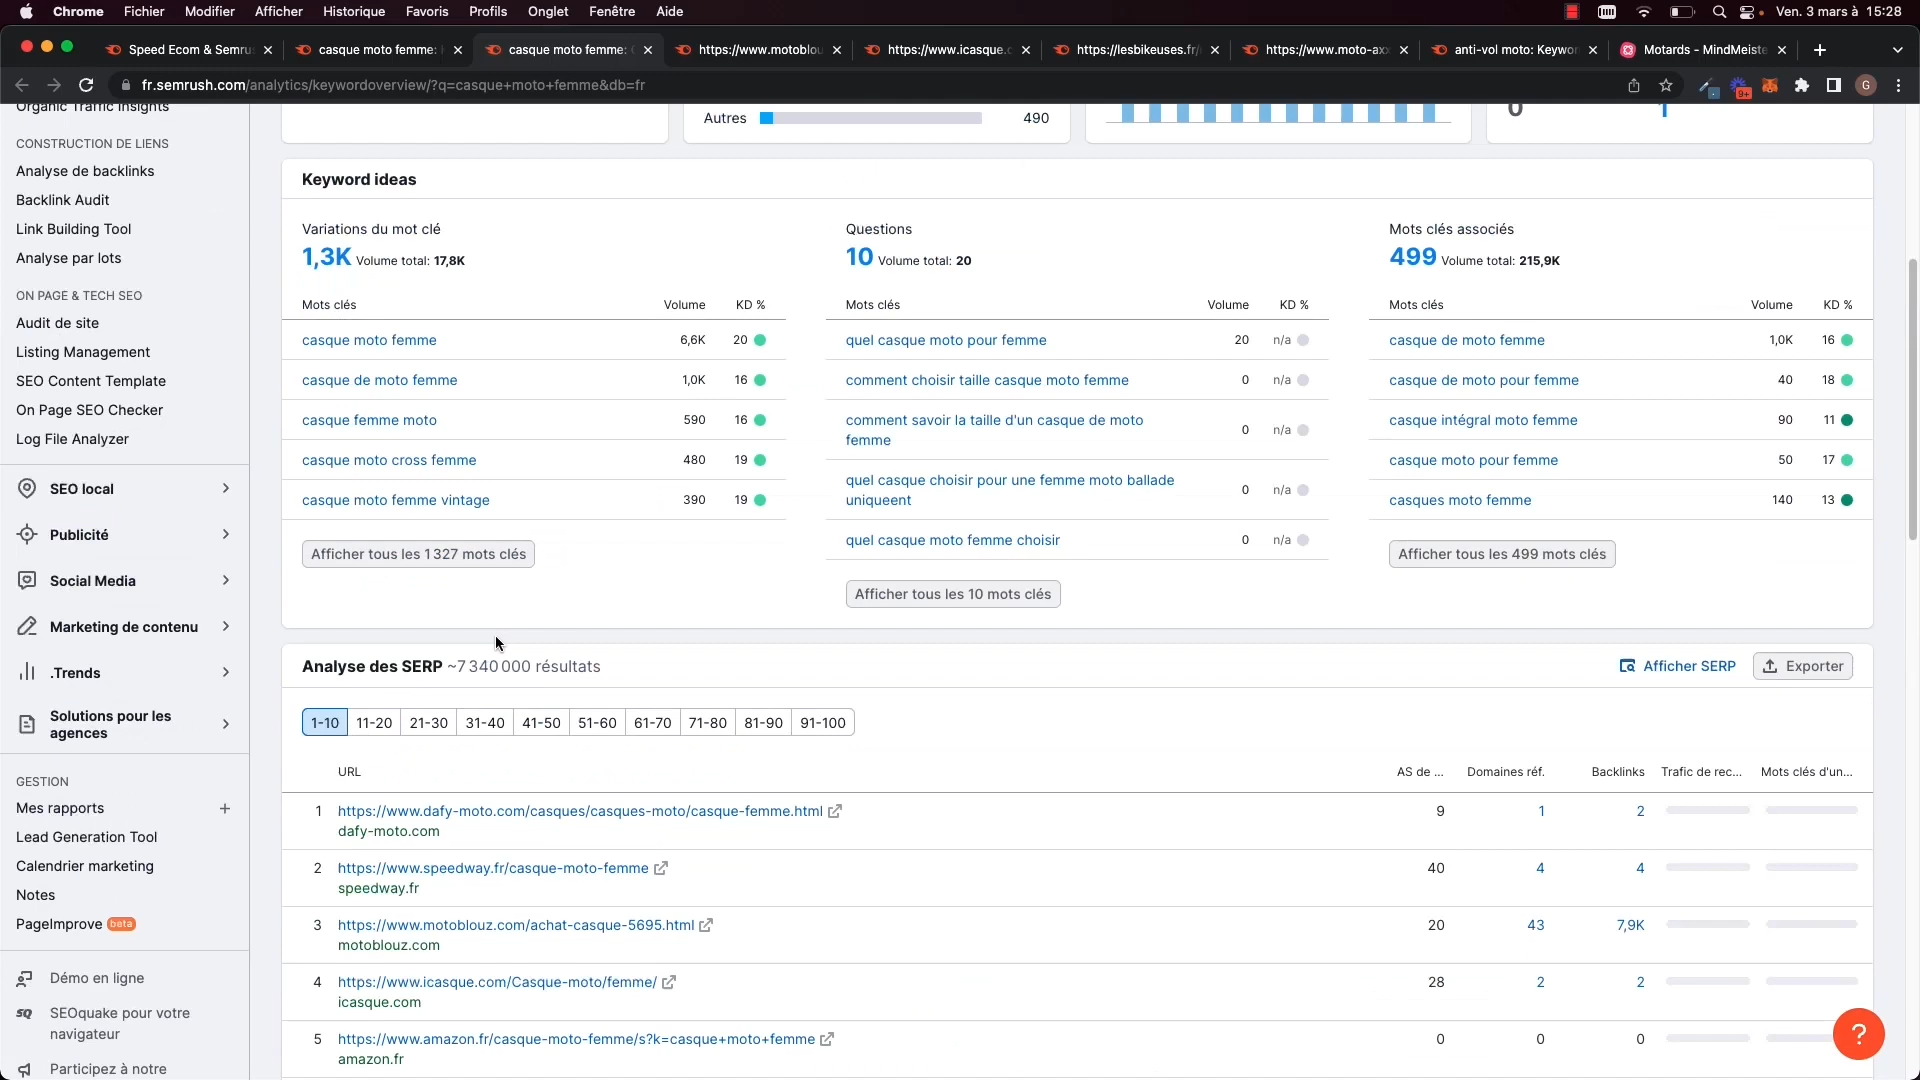 Chrome Fichier Modifier Afficher Historique Favoris Profils Onglet Fenêtre Aide Ven. 3 mars à 15:28
Speed Ecom & Semru casque moto femme: casque moto femme: https://www.motoblou https://www.icasque.c https://lesbikeuses.fr/ https://www.moto-ax anti-vol moto: Keywo Motards - MindMeiste
fr.semrush.com/analytics/keywordoverview/?q=casque+moto+femme&db=fr G 9+
Organic Traffic Insights
CONSTRUCTION DE LIENS
Analyse de backlinks
Backlink Audit
Link Building Tool
Analyse par lots
ON PAGE & TECH SEO
Audit de site
Listing Management
SEO Content Template
On Page SEO Checker
Log File Analyzer
SEO local
Publicité
Social Media
Marketing de contenu
.Trends
Solutions pour les
agences
GESTION
Mes rapports +
Lead Generation Tool
Calendrier marketing
Notes
PageImprove beta
Démo en ligne
SEOquake pour votre
navigateur
Participez à notre
Autres 490
0 1
Keyword ideas
Variations du mot clé
1,3K Volume total: 17,8K
Mots clés Volume KD %
casque moto femme 6,6K 20
casque de moto femme 1,0K 16
casque femme moto 590 16
casque moto cross femme 480 19
casque moto femme vintage 390 19
Afficher tous les 1 327 mots clés
Questions
10 Volume total: 20
Mots clés Volume KD %
quel casque moto pour femme 20 n/a
comment choisir taille casque moto femme 0 n/a
comment savoir la taille d'un casque de moto
femme 0 n/a
quel casque choisir pour une femme moto ballade
uniqueent 0 n/a
quel casque moto femme choisir 0 n/a
Afficher tous les 10 mots clés
Mots clés associés
499 Volume total: 215,9K
Mots clés Volume KD %
casque de moto femme 1,0K 16
casque de moto pour femme 40 18
casque intégral moto femme 90 11
casque moto pour femme 50 17
casques moto femme 140 13
Afficher tous les 499 mots clés
Analyse des SERP ~7 340 000 résultats Afficher SERP Exporter
1-10 11-20 21-30 31-40 41-50 51-60 61-70 71-80 81-90 91-100
URL AS de ... Domaines réf. Backlinks Trafic de rec... Mots clés d'un...
1 https://www.dafy-moto.com/casques/casques-moto/casque-femme.html 9 1 2
dafy-moto.com
2 https://www.speedway.fr/casque-moto-femme 40 4 4
speedway.fr
3 https://www.motoblouz.com/achat-casque-5695.html 20 43 7,9K
motoblouz.com
4 https://www.icasque.com/Casque-moto/femme/ 28 2 2
icasque.com
5 https://www.amazon.fr/casque-moto-femme/s?k=casque+moto+femme 0 0 0
amazon.fr
?